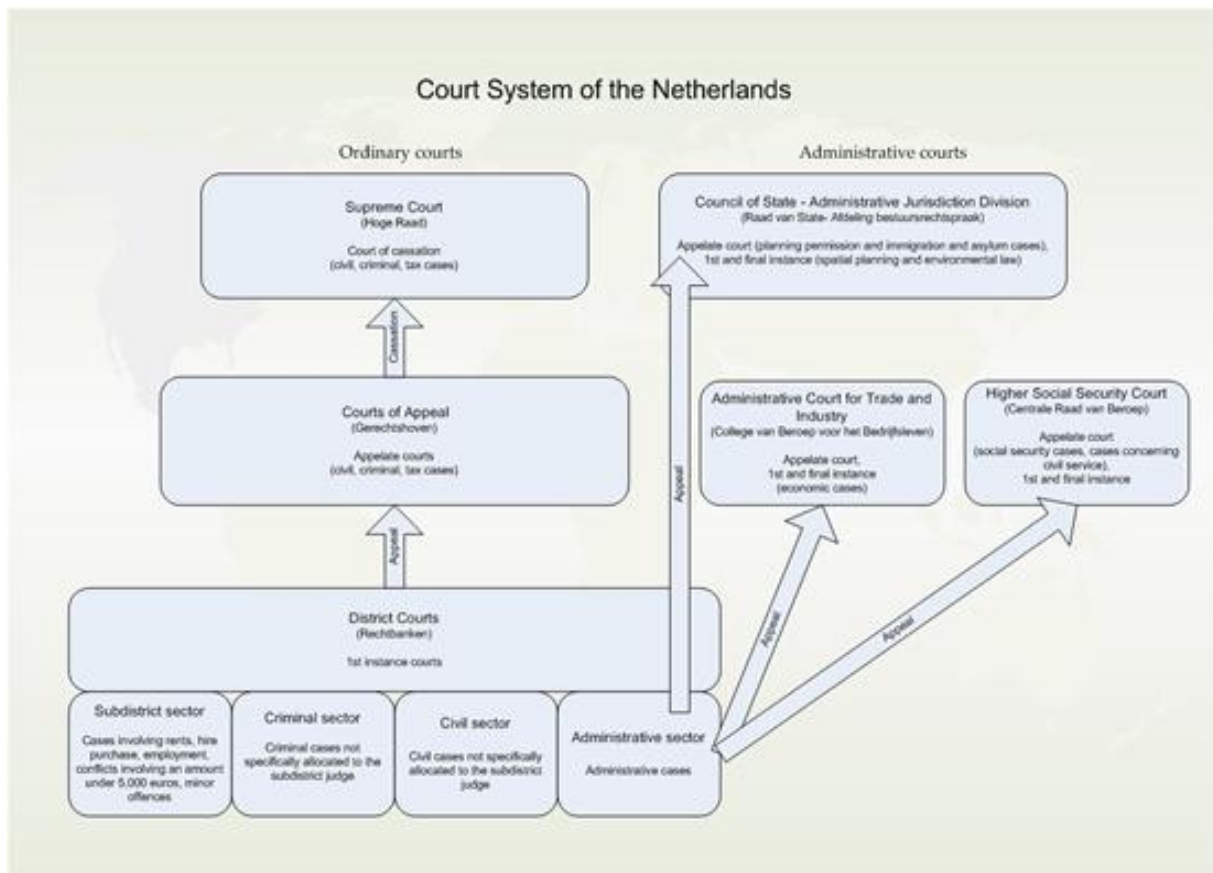 Court System of the Netherlands
Ordinary courts
Supreme Court
(Hoge Raad)
Court of cassation
(civil, criminal, tax cases)
Cassation
Courts of Appeal
(Gerechtshoven)
Appelate courts
(civil, criminal, tax cases)
Appeal
Administrative courts
Council of State - Administrative Jurisdiction Division
(Raad van State- Afdeling bestuursrechtspraak)
Appelate court (planning permission and immigration and asylum cases),
1st and final instance (spatial planning and environmental law)
Appeal
Administrative Court for Trade and
Industry
(College van Beroep voor het Bedrijfsleven)
Appelate court,
1st and final instance
(economic cases)
Appeal
Higher Social Security Court
(Centrale Raad van Beroep)
Appelate court
(social security cases, cases concerning
civil service),
1st and final instance
Appeal
District Courts
(Rechtbanken)
1st instance courts
Subdistrict sector
Cases involving rents, hire
purchase, employment,
conflicts involving an amount
under 5.000 euros, minor
offences
Criminal sector
Criminal cases not
specifically allocated to the
subdistrict judge
Civil sector
Civil cases not specifically
allocated to the subdistrict
judge
Administrative sector
Administrative cases